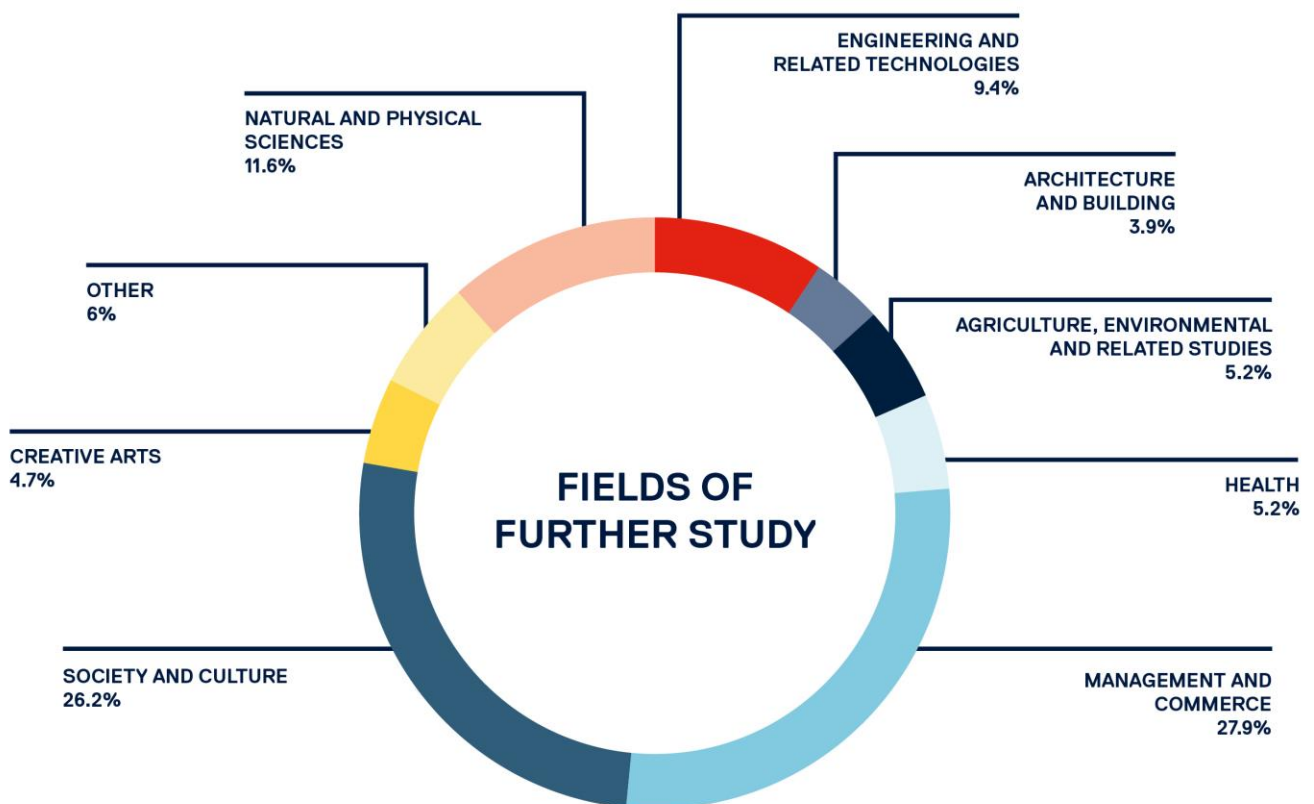 ENGINEERING AND
RELATED TECHNOLOGIES
9.4%
NATURAL AND PHYSICAL
SCIENCES
11.6%
ARCHITECTURE
AND BUILDING
3.9%
OTHER
6%
AGRICULTURE, ENVIRONMENTAL
AND RELATED STUDIES
5.2%
CREATIVE ARTS
4.7%
FIELDS OF
FURTHER STUDY
HEALTH
5.2%
SOCIETY AND CULTURE
26.2%
MANAGEMENT AND
COMMERCE
27.9%